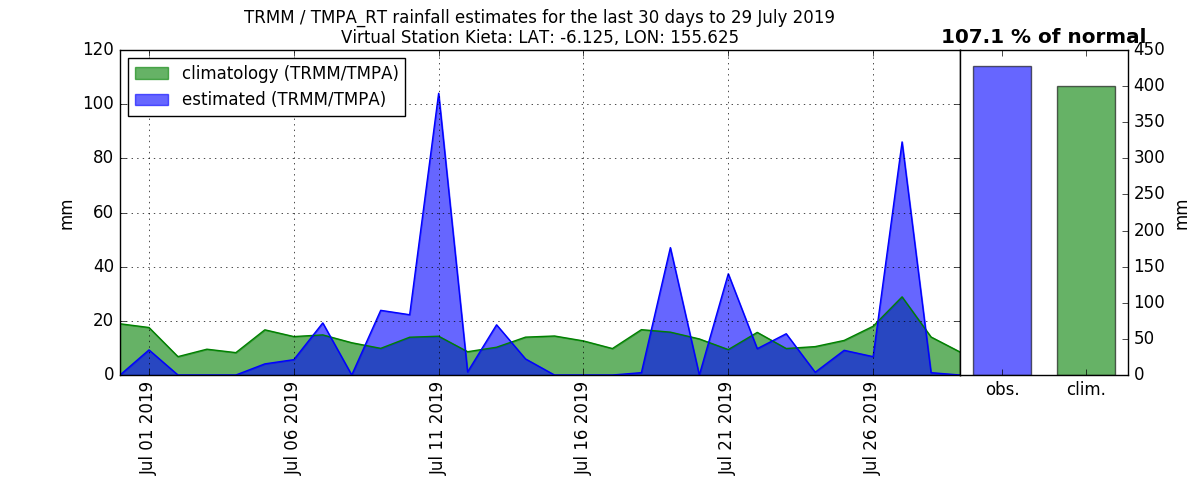 TRMM / TMPA_RT rainfall estimates for the last 30 days to 29 July 2019
Virtual Station Kieta: LAT: -6.125, LON: 155.625
107.1 % of normal
climatology (TRMM/TMPA)
estimated (TRMM/TMPA)
120
100
80
60
40
20
0
mm
Jul 01 2019
Jul 06 2019
Jul 11 2019
Jul 16 2019
Jul 21 2019
Jul 26 2019
obs.
clim.
450
400
350
300
250
200
150
100
50
0
mm